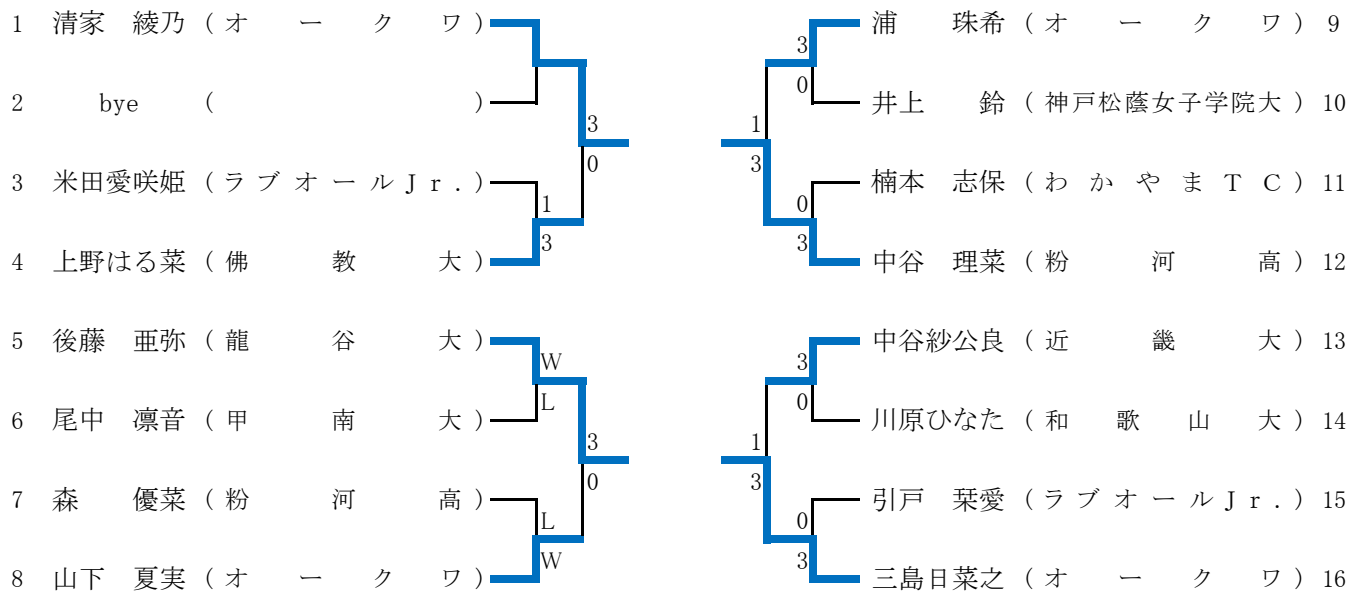 1 清家 綾乃 (オークワ) 浦 珠希 (オークワ) 9
3
0
2 bye ( ) 井上 鈴 (神戸松蔭女子学院大) 10
3 1
0 3
3 米田愛咲姫 (ラブオールJr.) 楠本 志保 (わかやまTC) 11
1 0
3 3
4 上野はる菜 (佛教大) 中谷 理菜 (粉河高) 12
5 後藤 亜弥 (龍谷大) 中谷紗公良 (近畿大) 13
W 3
L 0
6 尾中 凛音 (甲南大) 川原ひなた (和歌山大) 14
3 1
0 3
7 森 優菜 (粉河高) 引戸 栞愛 (ラブオールJr.) 15
L 0
W 3
8 山下 夏実 (オークワ) 三島日菜之 (オークワ) 16